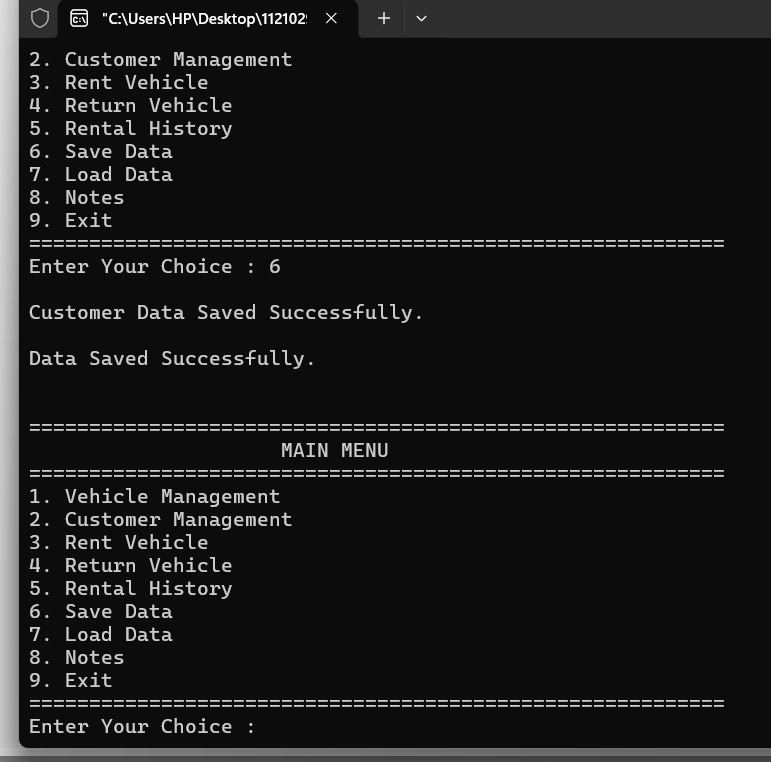 "C:\Users\HP\Desktop\112102
2. Customer Management
3. Rent Vehicle
4. Return Vehicle
5. Rental History
6. Save Data
7. Load Data
8. Notes
9. Exit
==========================================================
Enter Your Choice : 6
Customer Data Saved Successfully.
Data Saved Successfully.
==========================================================
MAIN MENU
==========================================================
1. Vehicle Management
2. Customer Management
3. Rent Vehicle
4. Return Vehicle
5. Rental History
6. Save Data
7. Load Data
8. Notes
9. Exit
==========================================================
Enter Your Choice :